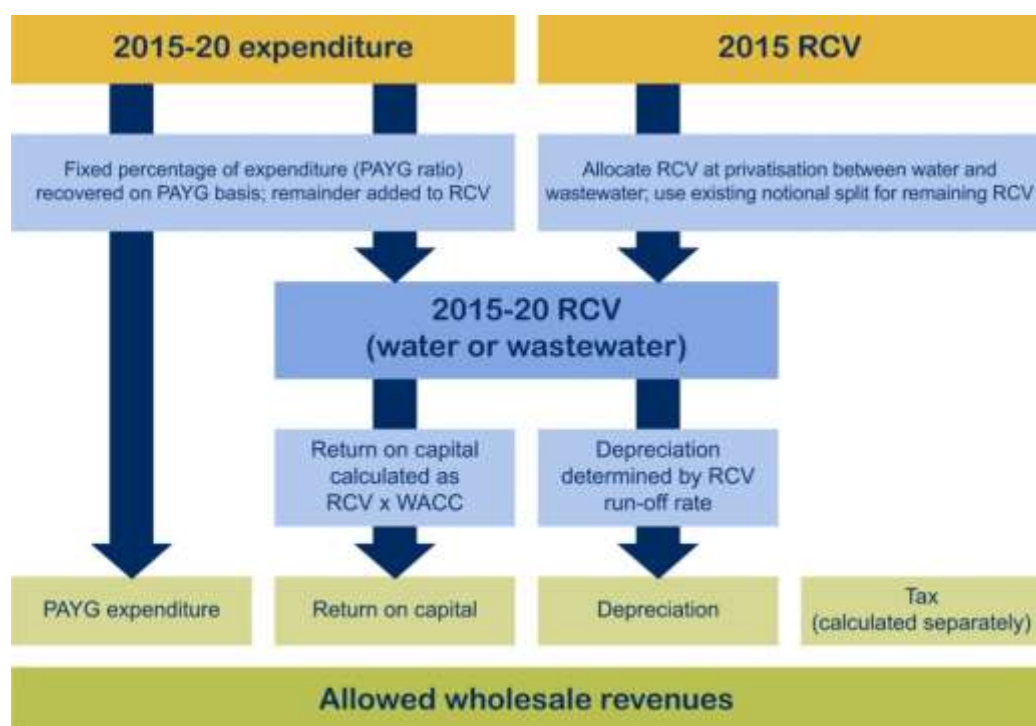 2015-20 expenditure
2015 RCV
Fixed percentage of expenditure (PAYG ratio)
recovered on PAYG basis; remainder added to RCV
Allocate RCV at privatisation between water and
wastewater; use existing notional split for remaining RCV
2015-20 RCV
(water or wastewater)
Return on capital
calculated as
RCV x WACC
Depreciation
determined by RCV
run-off rate
PAYG expenditure
Return on capital
Depreciation
Tax
(calculated separately)
Allowed wholesale revenues